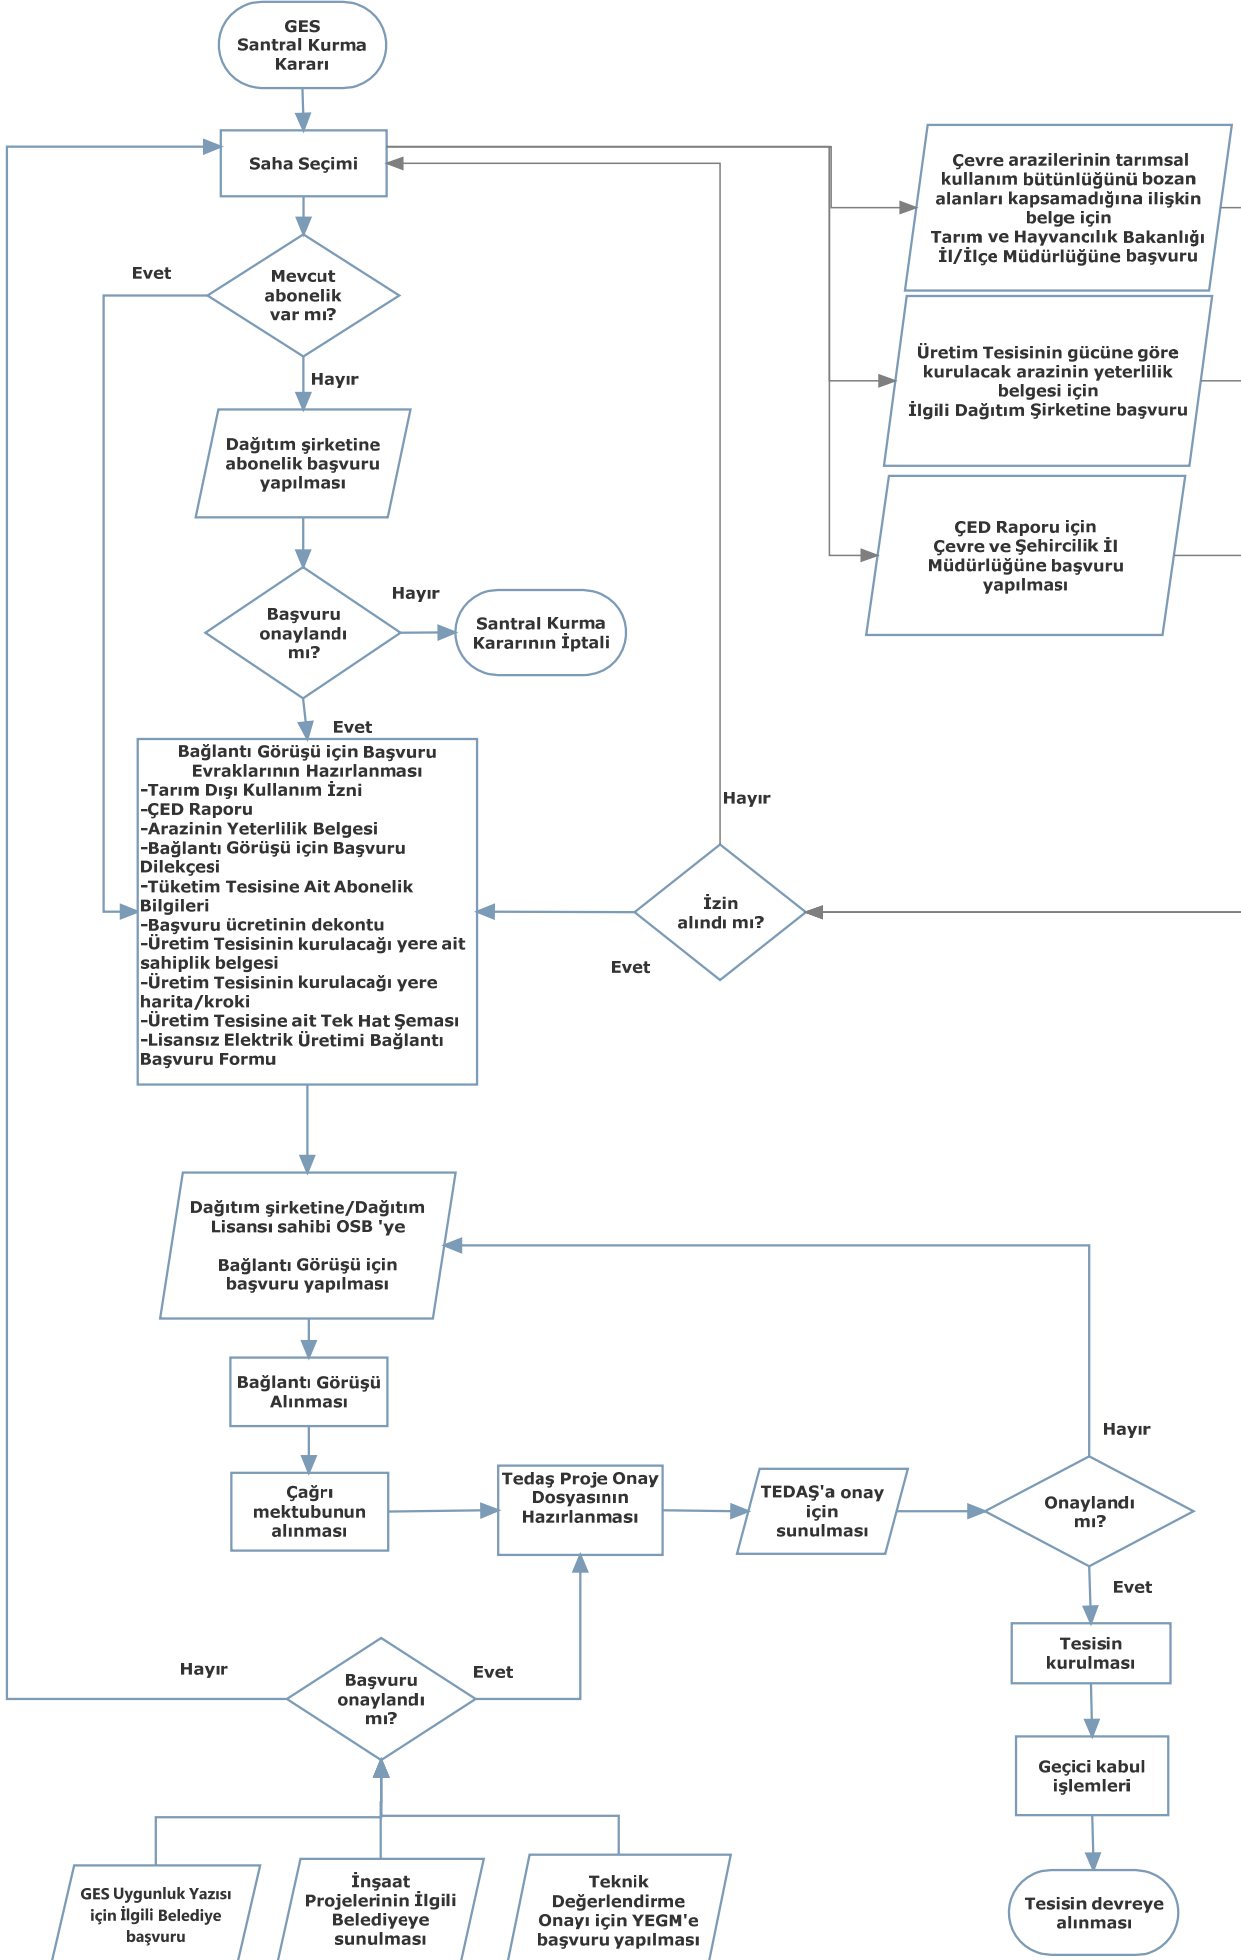 GES
Santral Kurma
Kararı
Saha Seçimi
Çevre arazilerinin tarımsal
kullanım bütünlüğünü bozan
alanları kapsamadığına ilişkin
belge için
Tarım ve Hayvancılık Bakanlığı
İl/İlçe Müdürlüğüne başvuru
Evet
Mevcut
abonelik
var mı?
Hayır
Üretim Tesisinin gücüne göre
kurulacak arazinin yeterlilik
belgesi için
İlgili Dağıtım Şirketine başvuru
Dağıtım şirketine
abonelik başvuru
yapılması
ÇED Raporu için
Çevre ve Şehircilik İl
Müdürlüğüne başvuru
yapılması
Başvuru
onaylandı
mı?
Hayır
Santral Kurma
Kararının İptali
Evet
Bağlantı Görüşü için Başvuru
Evraklarının Hazırlanması
-Tarım Dışı Kullanım İzni
-ÇED Raporu
-Arazinin Yeterlilik Belgesi
-Bağlantı Görüşü için Başvuru
Dilekçesi
-Tüketim Tesisine Ait Abonelik
Bilgileri
-Başvuru ücretinin dekontu
-Üretim Tesisinin kurulacağı yere ait
sahiplik belgesi
-Üretim Tesisinin kurulacağı yere
harita/kroki
-Üretim Tesisine ait Tek Hat Şeması
-Lisansız Elektrik Üretimi Bağlantı
Başvuru Formu
Hayır
İzin
alındı mı?
Evet
Dağıtım şirketine/Dağıtım
Lisansı sahibi OSB 'ye
Bağlantı Görüşü için
başvuru yapılması
Bağlantı Görüşü
Alınması
Çağrı
mektubunun
alınması
Tedaş Proje Onay
Dosyasının
Hazırlanması
TEDAŞ'a onay
için
sunulması
Hayır
Onaylandı
mı?
Evet
Tesisin
kurulması
Geçici kabul
işlemleri
Tesisin devreye
alınması
Hayır
Başvuru
onaylandı
mı?
Evet
GES Uygunluk Yazısı
için İlgili Belediye
başvuru
İnşaat
Projelerinin İlgili
Belediyeye
sunulması
Teknik
Değerlendirme
Onayı için YEGM'e
başvuru yapılması